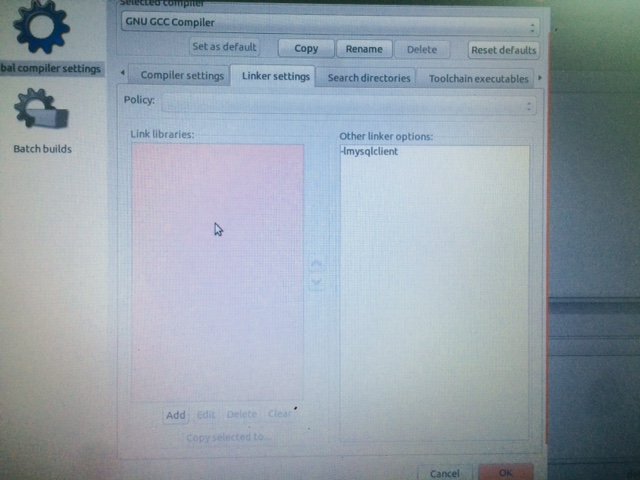 Selected compiler
GNU GCC Compiler
Set as default
Copy
Rename
Delete
Reset defaults
bal compiler settings
Compiler settings
Linker settings
Search directories
Toolchain executables
Policy:
Batch builds
Link libraries:
Other linker options:
-lmysqlclient
Add
Edit
Delete
Clear
Copy selected to...
Cancel
OK